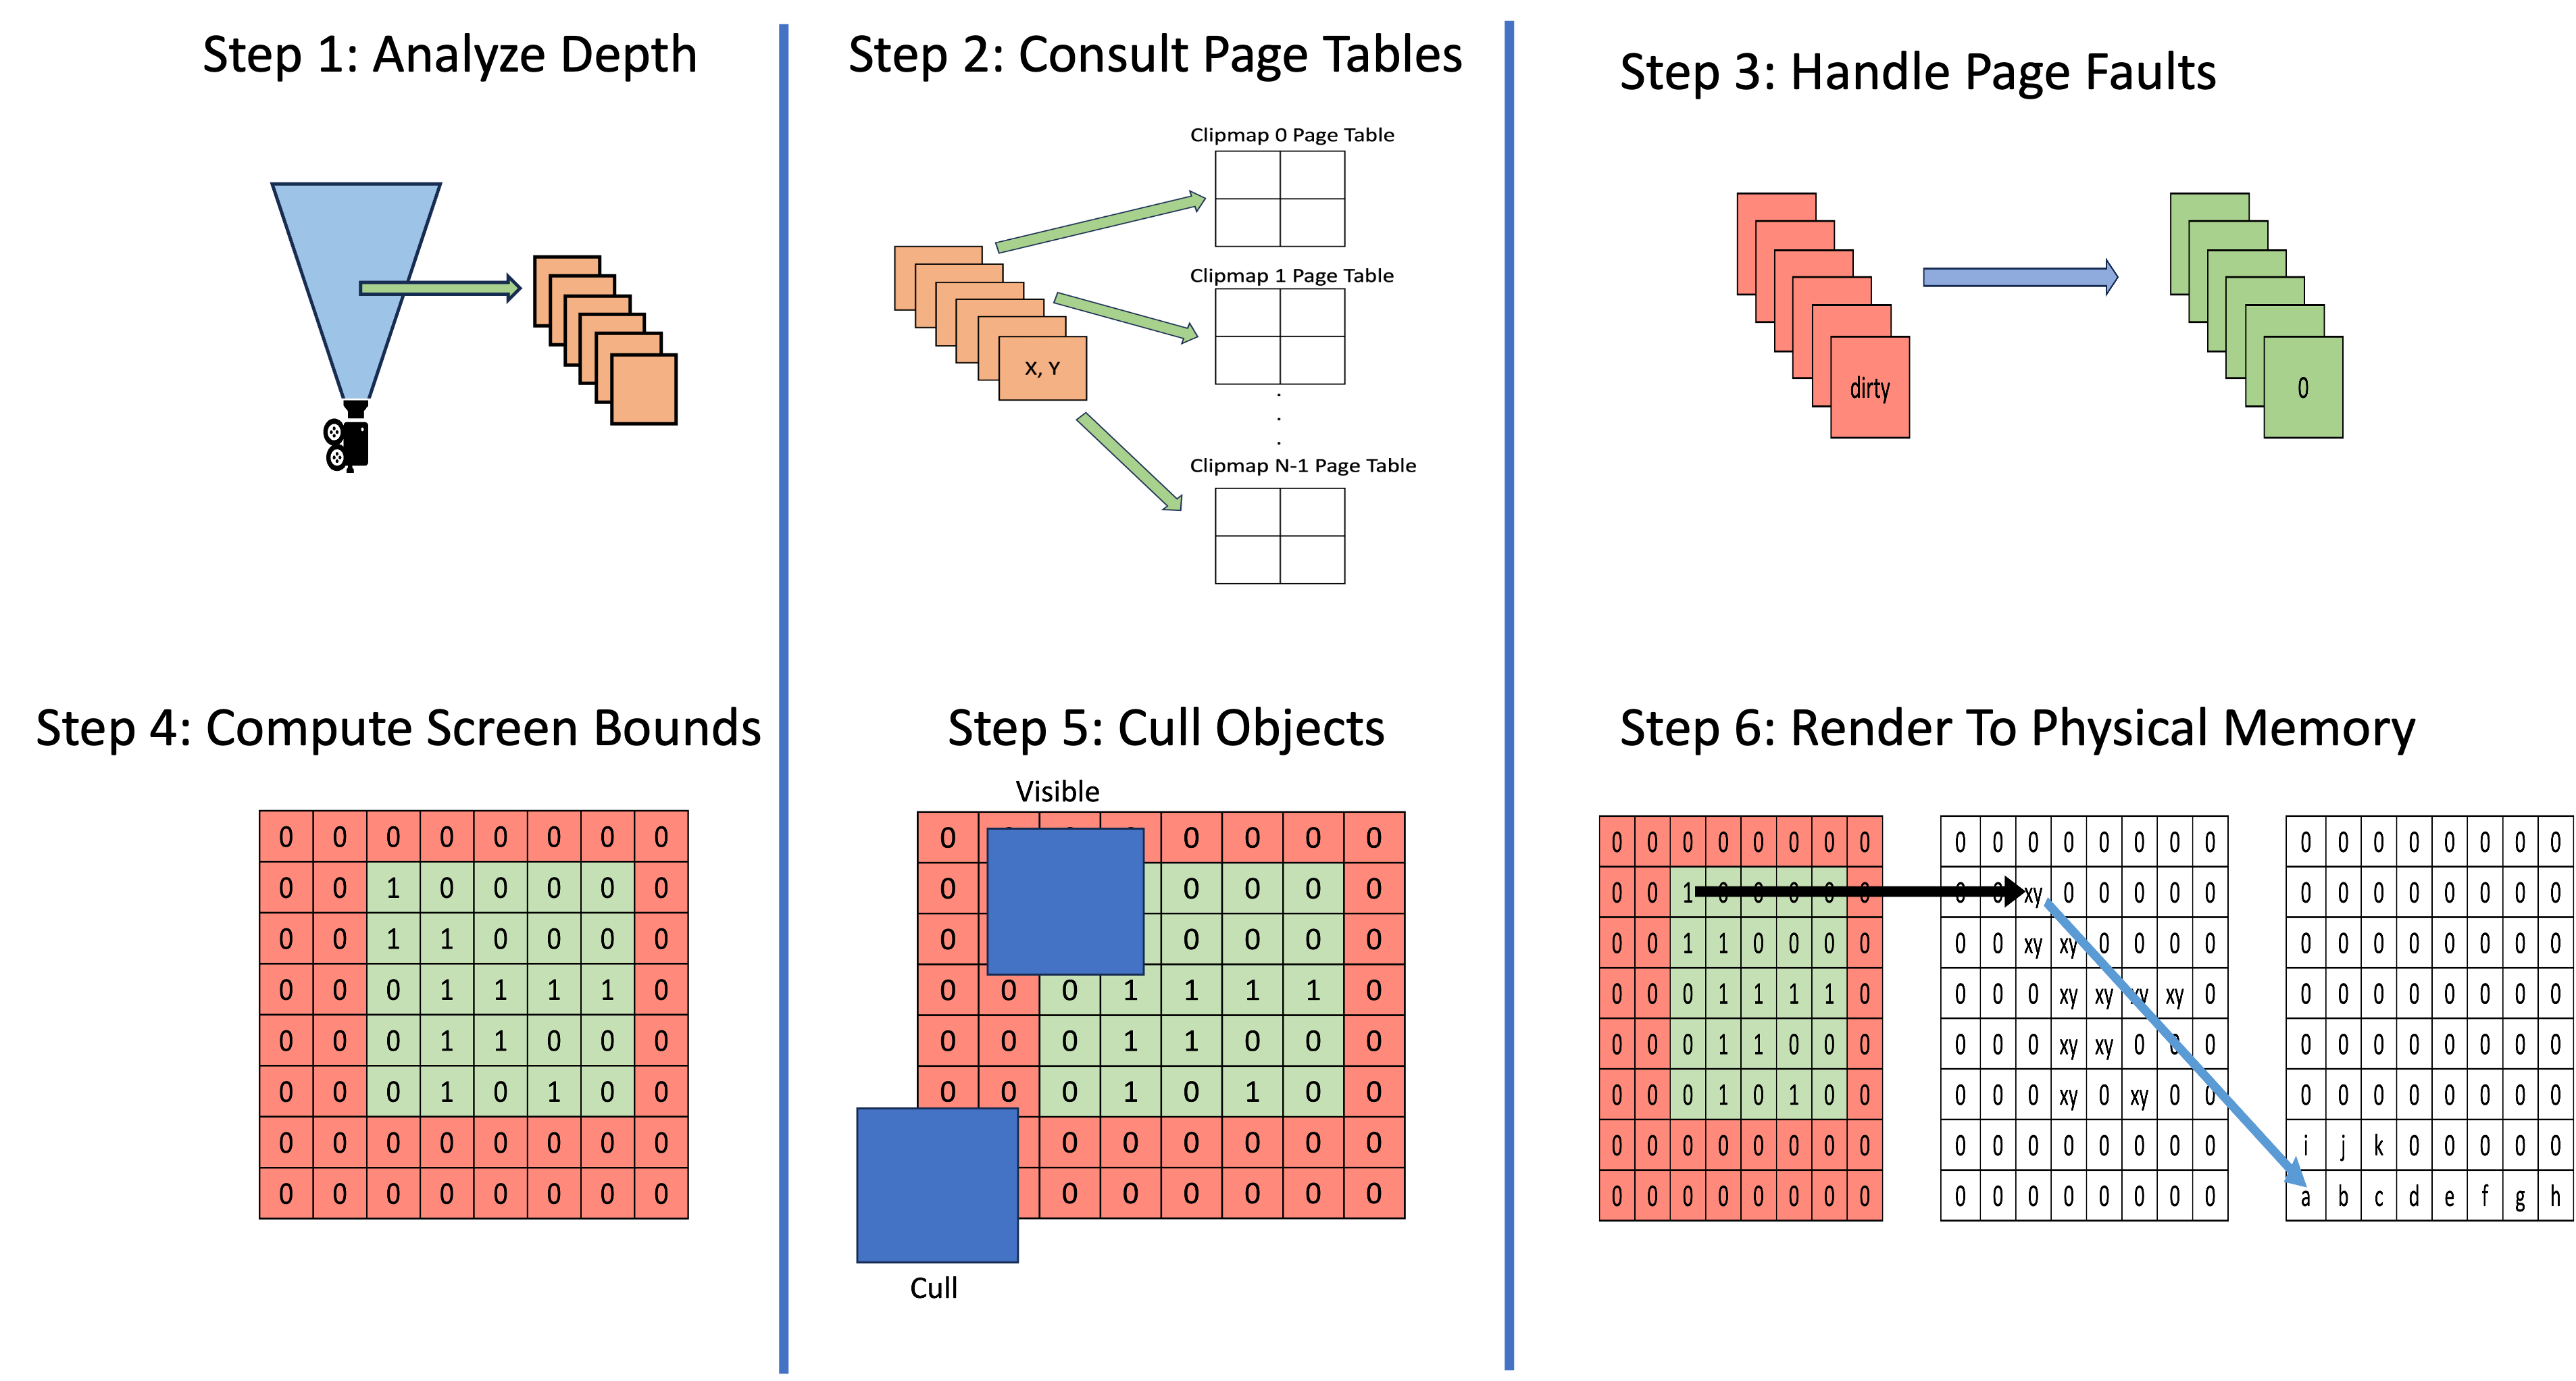 Step 1: Analyze Depth
Step 2: Consult Page Tables
Clipmap 0 Page Table
Clipmap 1 Page Table
X, Y
.
.
.
Clipmap N-1 Page Table
Step 3: Handle Page Faults
dirty
0
Step 4: Compute Screen Bounds
0 0 0 0 0 0 0 0
0 0 1 0 0 0 0 0
0 0 1 1 0 0 0 0
0 0 0 1 1 1 1 0
0 0 0 1 1 0 0 0
0 0 0 1 0 1 0 0
0 0 0 0 0 0 0 0
0 0 0 0 0 0 0 0
Step 5: Cull Objects
Visible
0 0 0 0 0
0 0 0 0 0
0 0 0 0 0
0 0 0 1 1 1 1 0
0 0 0 1 1 0 0 0
0 0 0 1 0 1 0 0
0 0 0 0 0 0
0 0 0 0 0 0
Cull
Step 6: Render To Physical Memory
0 0 0 0 0 0 0 0
0 0 1 0 0 0 0 0
0 0 1 1 0 0 0 0
0 0 0 1 1 1 1 0
0 0 0 1 1 0 0 0
0 0 0 1 0 1 0 0
0 0 0 0 0 0 0 0
0 0 0 0 0 0 0 0
0 0 0 0 0 0 0 0
0 0 xy 0 0 0 0 0
0 0 xy xy 0 0 0 0
0 0 0 xy xy xy xy 0
0 0 0 xy xy 0 0 0
0 0 0 xy 0 xy 0 0
0 0 0 0 0 0 0 0
0 0 0 0 0 0 0 0
0 0 0 0 0 0 0 0
0 0 0 0 0 0 0 0
0 0 0 0 0 0 0 0
0 0 0 0 0 0 0 0
0 0 0 0 0 0 0 0
0 0 0 0 0 0 0 0
i j k 0 0 0 0 0
a b c d e f g h